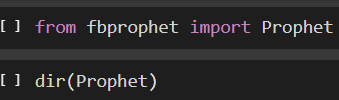 [ ] from fbprophet import Prophet
[ ] dir(Prophet)